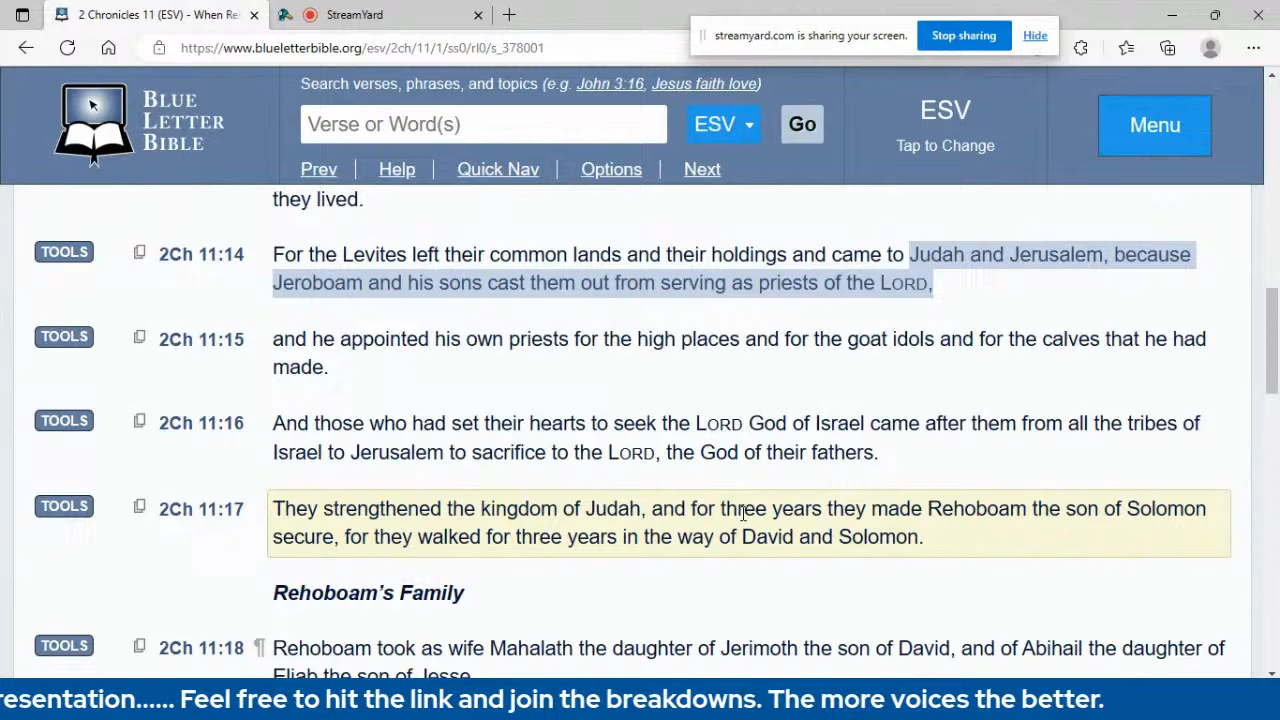 2 Chronicles 11 (ESV) - When Re
StreamYard
https://www.blueletterbible.org/esv/2ch/11/1/ss0/rl0/s_378001
streamyard.com is sharing your screen.
Stop sharing
Hide
BLUE
LETTER
BIBLE
Search verses, phrases, and topics (e.g. John 3:16, Jesus faith love)
Verse or Word(s)
ESV
Go
Prev
Help
Quick Nav
Options
Next
ESV
Tap to Change
Menu
they lived.
TOOLS 2Ch 11:14 For the Levites left their common lands and their holdings and came to Judah and Jerusalem, because
Jeroboam and his sons cast them out from serving as priests of the LORD,
TOOLS 2Ch 11:15 and he appointed his own priests for the high places and for the goat idols and for the calves that he had
made.
TOOLS 2Ch 11:16 And those who had set their hearts to seek the LORD God of Israel came after them from all the tribes of
Israel to Jerusalem to sacrifice to the LORD, the God of their fathers.
TOOLS 2Ch 11:17 They strengthened the kingdom of Judah, and for three years they made Rehoboam the son of Solomon
secure, for they walked for three years in the way of David and Solomon.
Rehoboam's Family
TOOLS 2Ch 11:18 ¶ Rehoboam took as wife Mahalath the daughter of Jerimoth the son of David, and of Abihail the daughter of
Eliab the son of Jesse
resentation...... Feel free to hit the link and join the breakdowns. The more voices the better.